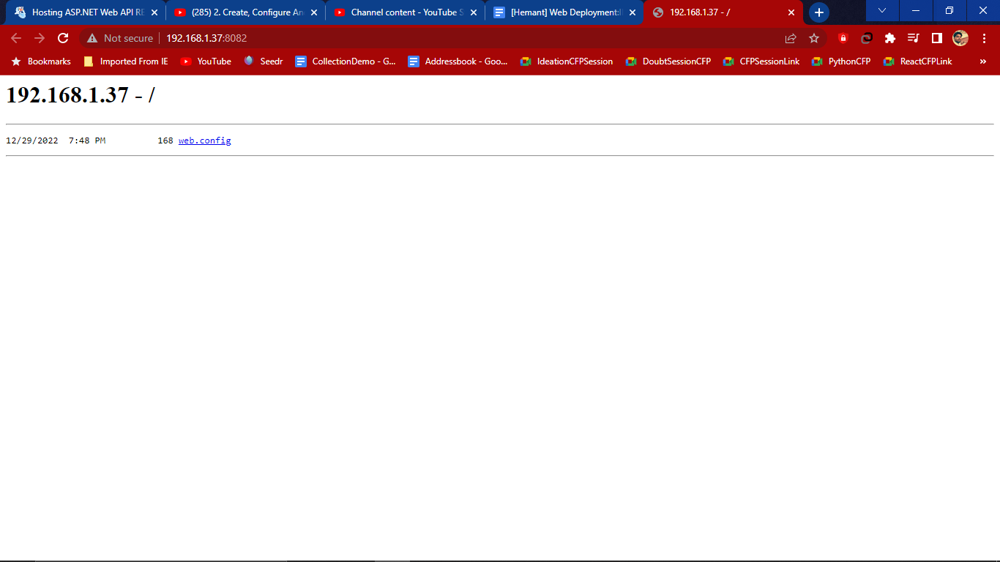 Hosting ASP.NET Web API RE
(285) 2. Create, Configure An
Channel content - YouTube S
[Hemant] Web Deployment:I
192.168.1.37 - /
Not secure
192.168.1.37:8082
Bookmarks
Imported From IE
YouTube
Seedr
CollectionDemo - G...
Addressbook - Goo...
IdeationCFPSession
DoubtSessionCFP
CFPSessionLink
PythonCFP
ReactCFPLink
»
192.168.1.37 - /
12/29/2022 7:48 PM 168 web.config